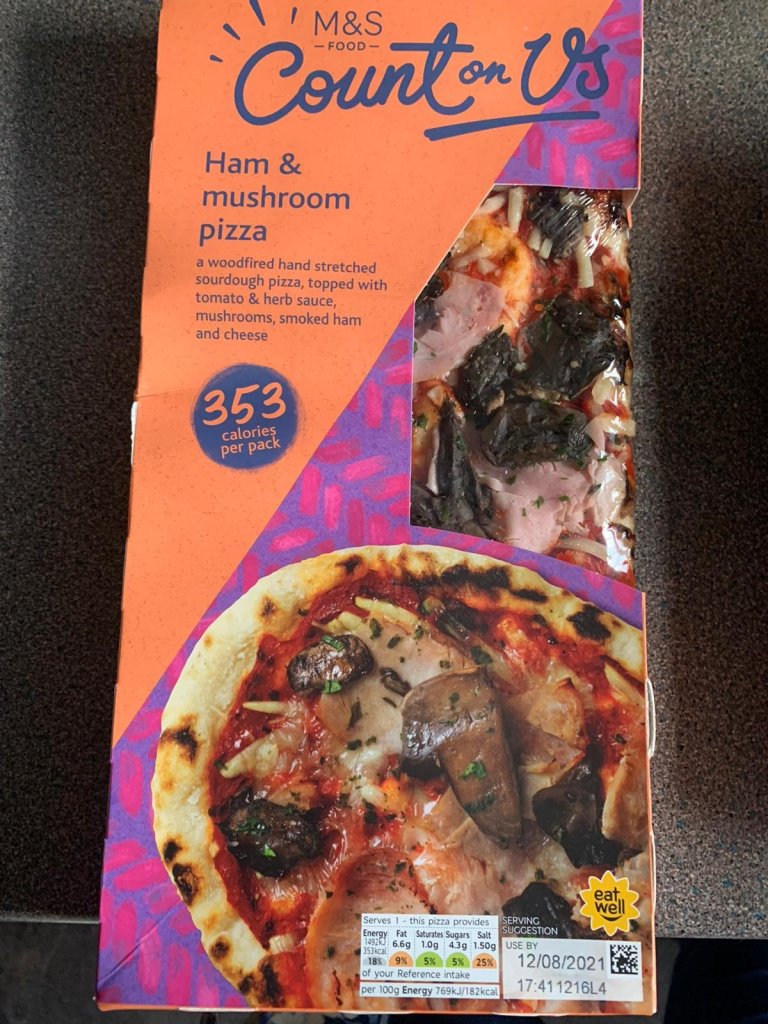 M&S
FOOD
Count on Us
Ham &
mushroom
pizza
a woodfired hand stretched
sourdough pizza, topped with
tomato & herb sauce,
mushrooms, smoked ham
and cheese
353
calories
per pack
eat
well
Serves 1 - this pizza provides
Energy Fat Saturates Sugars Salt
1492kJ 6.6g 1.0g 4.3g 1.50g
353kcal
18% 9% 5% 5% 25%
of your Reference intake
per 100g Energy 769kJ/182kcal
SERVING
SUGGESTION
USE BY
12/08/2021
17:411216L4